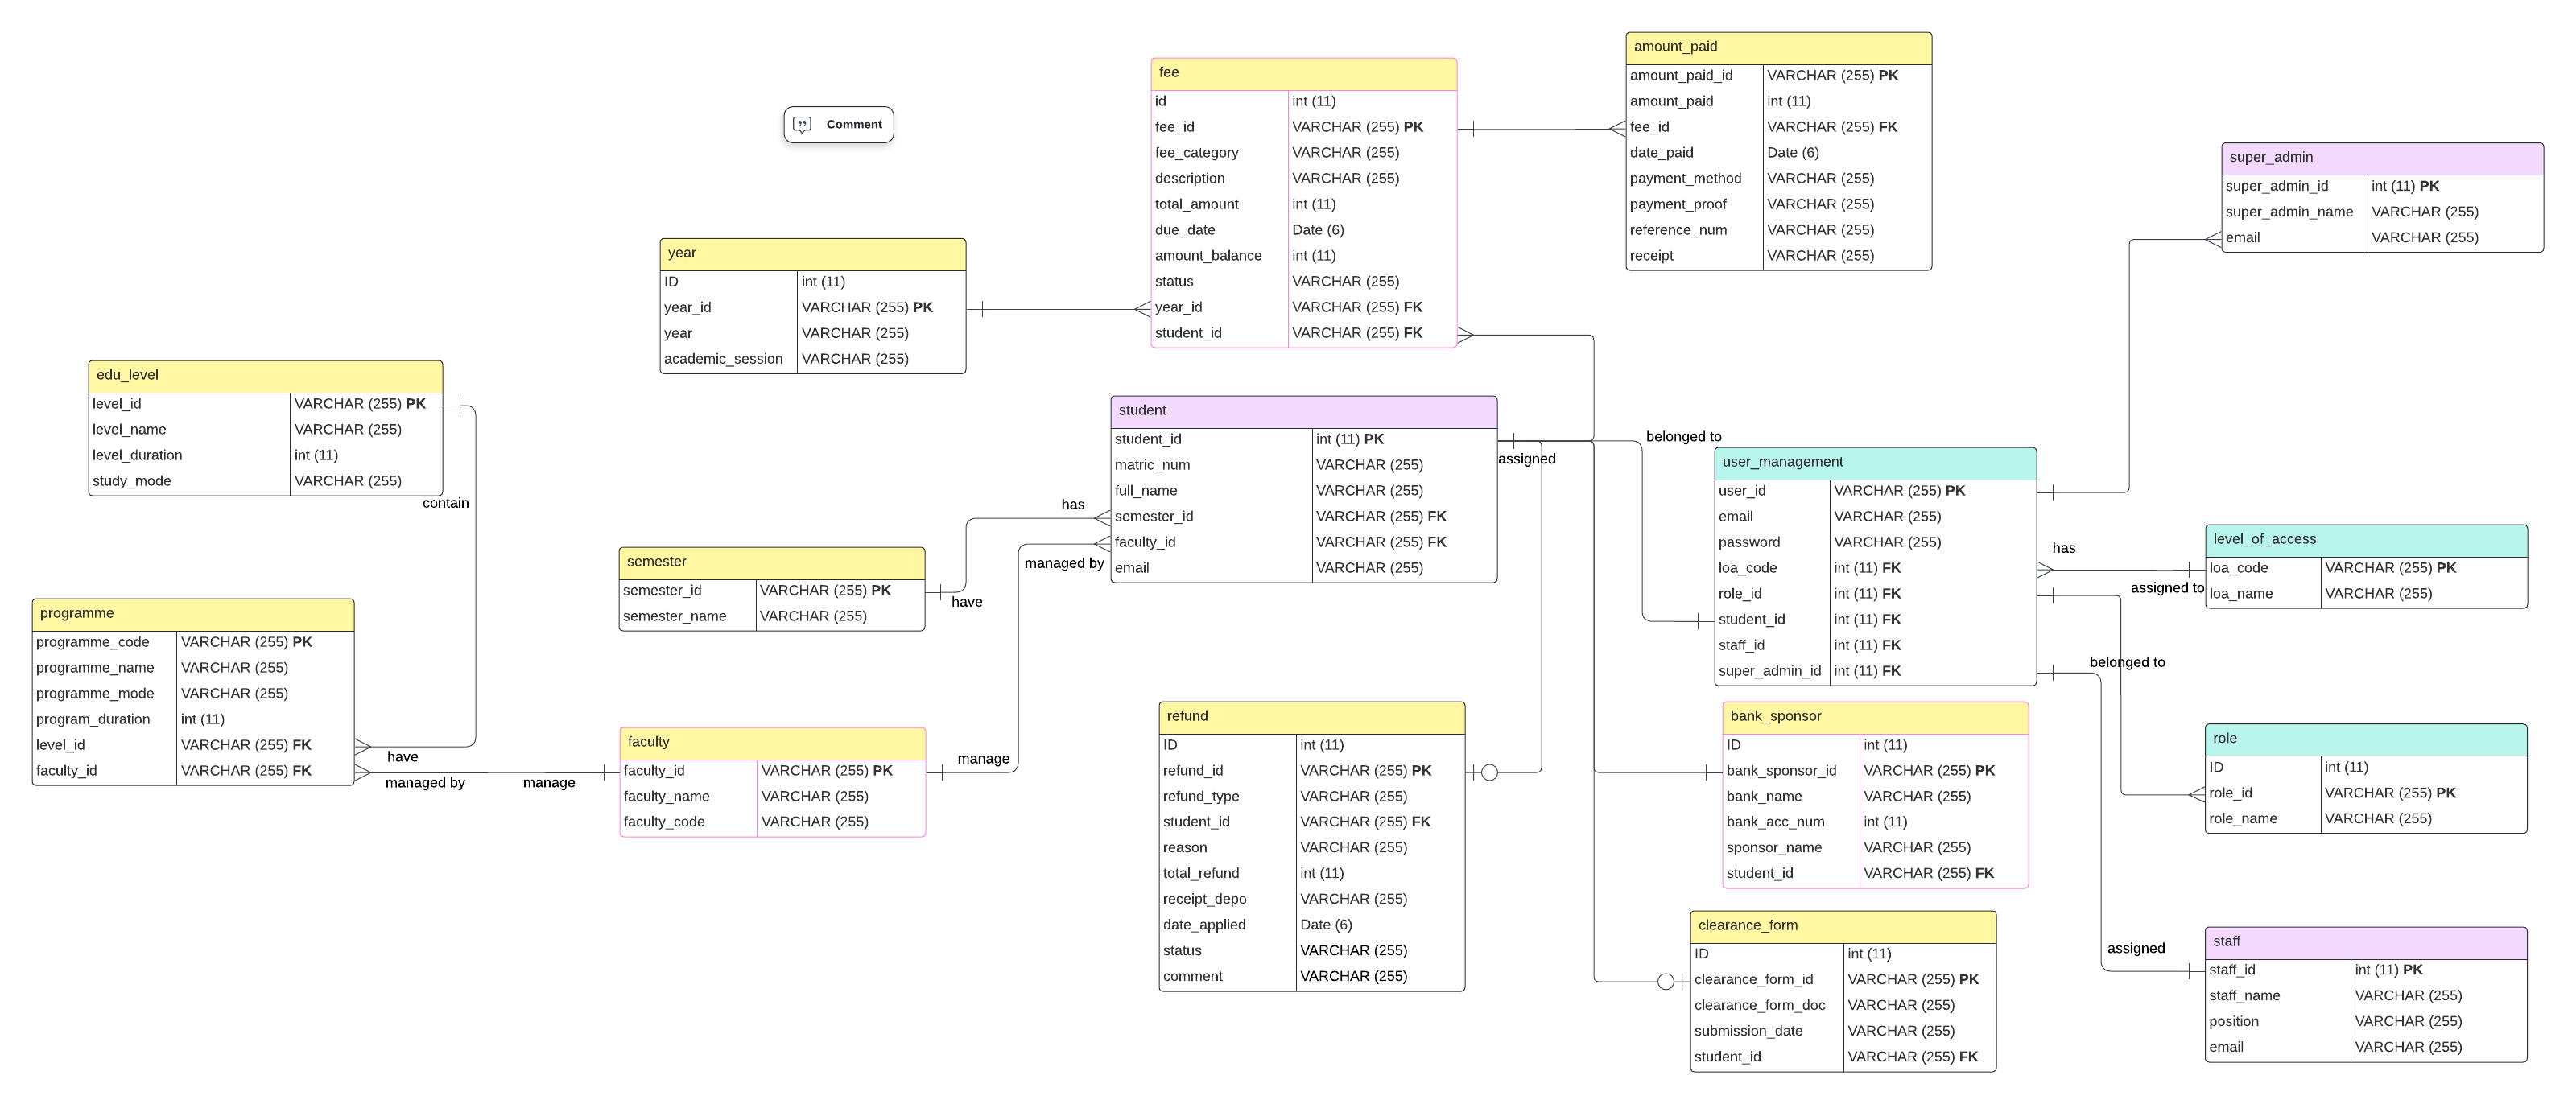 Comment
fee
id int (11)
fee_id VARCHAR (255) PK
fee_category VARCHAR (255)
description VARCHAR (255)
total_amount int (11)
due_date Date (6)
amount_balance int (11)
status VARCHAR (255)
year_id VARCHAR (255) FK
student_id VARCHAR (255) FK
amount_paid
amount_paid_id VARCHAR (255) PK
amount_paid int (11)
fee_id VARCHAR (255) FK
date_paid Date (6)
payment_method VARCHAR (255)
payment_proof VARCHAR (255)
reference_num VARCHAR (255)
receipt VARCHAR (255)
super_admin
super_admin_id int (11) PK
super_admin_name VARCHAR (255)
email VARCHAR (255)
year
ID int (11)
year_id VARCHAR (255) PK
year VARCHAR (255)
academic_session VARCHAR (255)
edu_level
level_id VARCHAR (255) PK
level_name VARCHAR (255)
level_duration int (11)
study_mode VARCHAR (255)
contain
student
student_id int (11) PK
matric_num VARCHAR (255)
full_name VARCHAR (255)
semester_id VARCHAR (255) FK
faculty_id VARCHAR (255) FK
email VARCHAR (255)
assigned
belonged to
has
managed by
user_management
user_id VARCHAR (255) PK
email VARCHAR (255)
password VARCHAR (255)
loa_code int (11) FK
role_id int (11) FK
student_id int (11) FK
staff_id int (11) FK
super_admin_id int (11) FK
has
assigned to
belonged to
level_of_access
loa_code VARCHAR (255) PK
loa_name VARCHAR (255)
semester
semester_id VARCHAR (255) PK
semester_name VARCHAR (255)
have
programme
programme_code VARCHAR (255) PK
programme_name VARCHAR (255)
programme_mode VARCHAR (255)
program_duration int (11)
level_id VARCHAR (255) FK
faculty_id VARCHAR (255) FK
have
managed by
manage
faculty
faculty_id VARCHAR (255) PK
faculty_name VARCHAR (255)
faculty_code VARCHAR (255)
manage
refund
ID int (11)
refund_id VARCHAR (255) PK
refund_type VARCHAR (255)
student_id VARCHAR (255) FK
reason VARCHAR (255)
total_refund int (11)
receipt_depo VARCHAR (255)
date_applied Date (6)
status VARCHAR (255)
comment VARCHAR (255)
bank_sponsor
ID int (11)
bank_sponsor_id VARCHAR (255) PK
bank_name VARCHAR (255)
bank_acc_num int (11)
sponsor_name VARCHAR (255)
student_id VARCHAR (255) FK
role
ID int (11)
role_id VARCHAR (255) PK
role_name VARCHAR (255)
clearance_form
ID int (11)
clearance_form_id VARCHAR (255) PK
clearance_form_doc VARCHAR (255)
submission_date VARCHAR (255)
student_id VARCHAR (255) FK
assigned
staff
staff_id int (11) PK
staff_name VARCHAR (255)
position VARCHAR (255)
email VARCHAR (255)